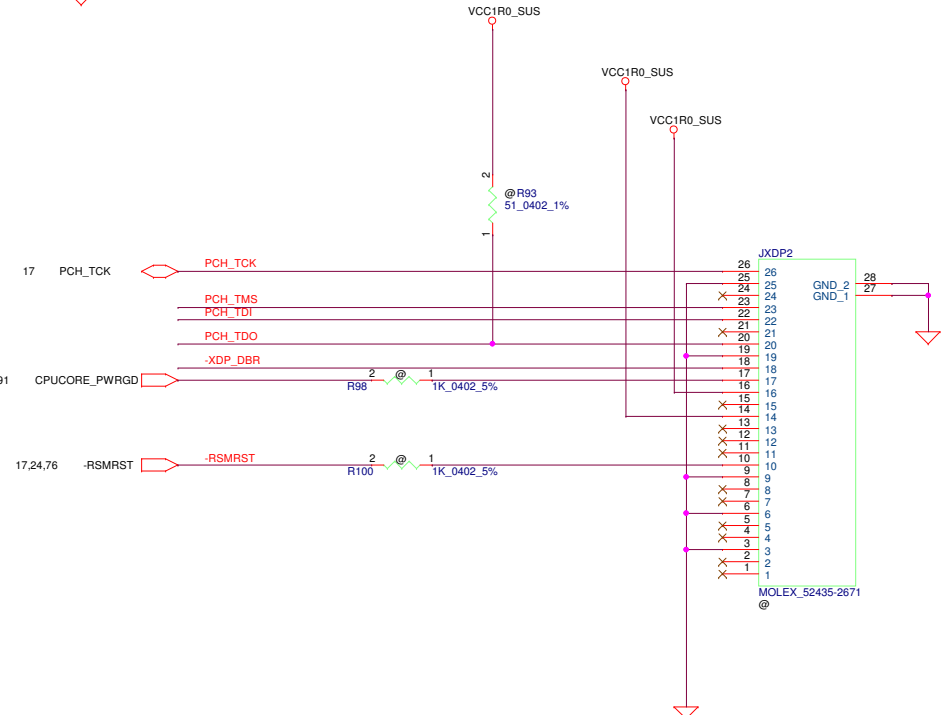 VCC1R0_SUS
VCC1R0_SUS
VCC1R0_SUS
2
@R93
51_0402_1%
1
JXDP2
17 PCH_TCK PCH_TCK 26 26
25 25 GND_2 28
24 24 GND_1 27
PCH_TMS 23 23
PCH_TDI 22 22
21 21
PCH_TDO 20 20
19 19
-XDP_DBR 18 18
91 CPUCORE_PWRGD 2 @ 1 17 17
R98 1K_0402_5%
16 16
15 15
14 14
13 13
12 12
11 11
17,24,76 -RSMRST -RSMRST 2 @ 1 10 10
R100 1K_0402_5%
9 9
8 8
7 7
6 6
5 5
4 4
3 3
2 2
1 1
MOLEX_52435-2671
@